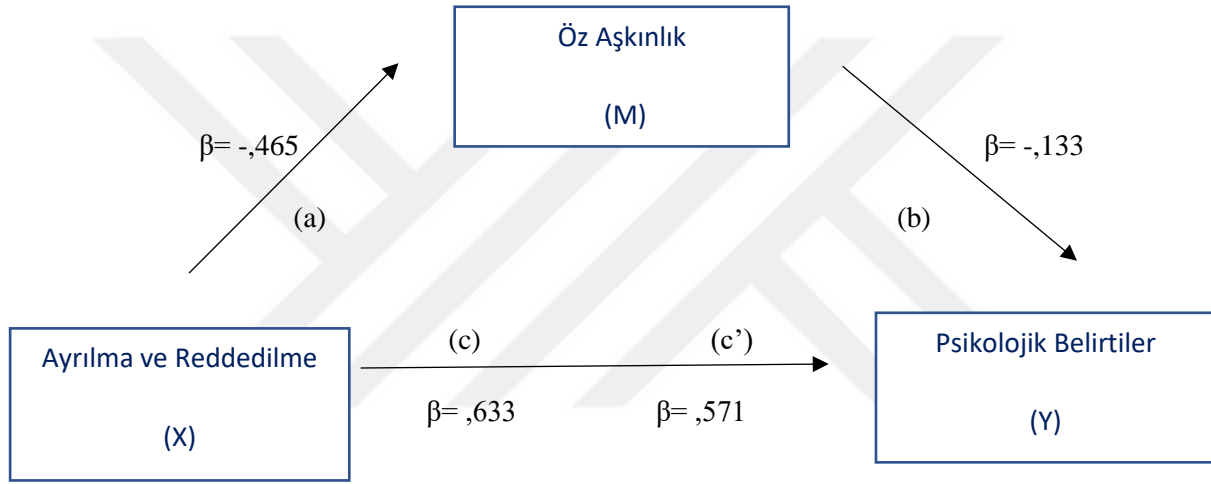 Öz Aşkınlık
(M)
β= -,465
β= -,133
(a)
(b)
Ayrılma ve Reddedilme
(X)
(c)
(c’)
β= ,633
β= ,571
Psikolojik Belirtiler
(Y)